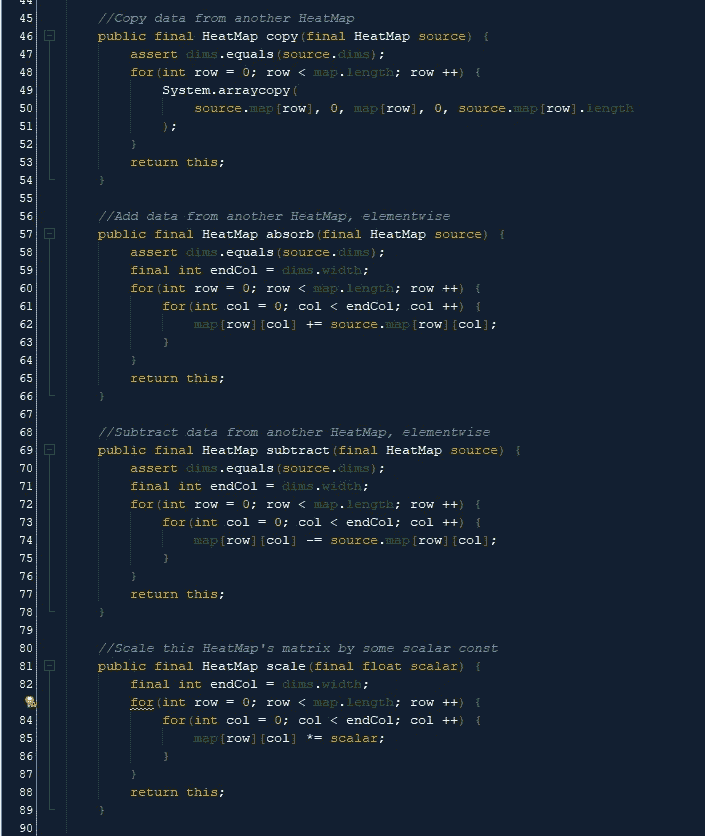 44
45 //Copy data from another HeatMap
46 public final HeatMap copy(final HeatMap source) {
47 assert dims.equals(source.dims);
48 for(int row = 0; row < map.length; row ++) {
49 System.arraycopy(
50 source.map[row], 0, map[row], 0, source.map[row].length
51 );
52 }
53 return this;
54 }
55
56 //Add data from another HeatMap, elementwise
57 public final HeatMap absorb(final HeatMap source) {
58 assert dims.equals(source.dims);
59 final int endCol = dims.width;
60 for(int row = 0; row < map.length; row ++) {
61 for(int col = 0; col < endCol; col ++) {
62 map[row][col] += source.map[row][col];
63 }
64 }
65 return this;
66 }
67
68 //Subtract data from another HeatMap, elementwise
69 public final HeatMap subtract(final HeatMap source) {
70 assert dims.equals(source.dims);
71 final int endCol = dims.width;
72 for(int row = 0; row < map.length; row ++) {
73 for(int col = 0; col < endCol; col ++) {
74 map[row][col] -= source.map[row][col];
75 }
76 }
77 return this;
78 }
79
80 //Scale this HeatMap's matrix by some scalar const
81 public final HeatMap scale(final float scalar) {
82 final int endCol = dims.width;
for(int row = 0; row < map.length; row ++) {
84 for(int col = 0; col < endCol; col ++) {
85 map[row][col] *= scalar;
86 }
87 }
88 return this;
89 }
90